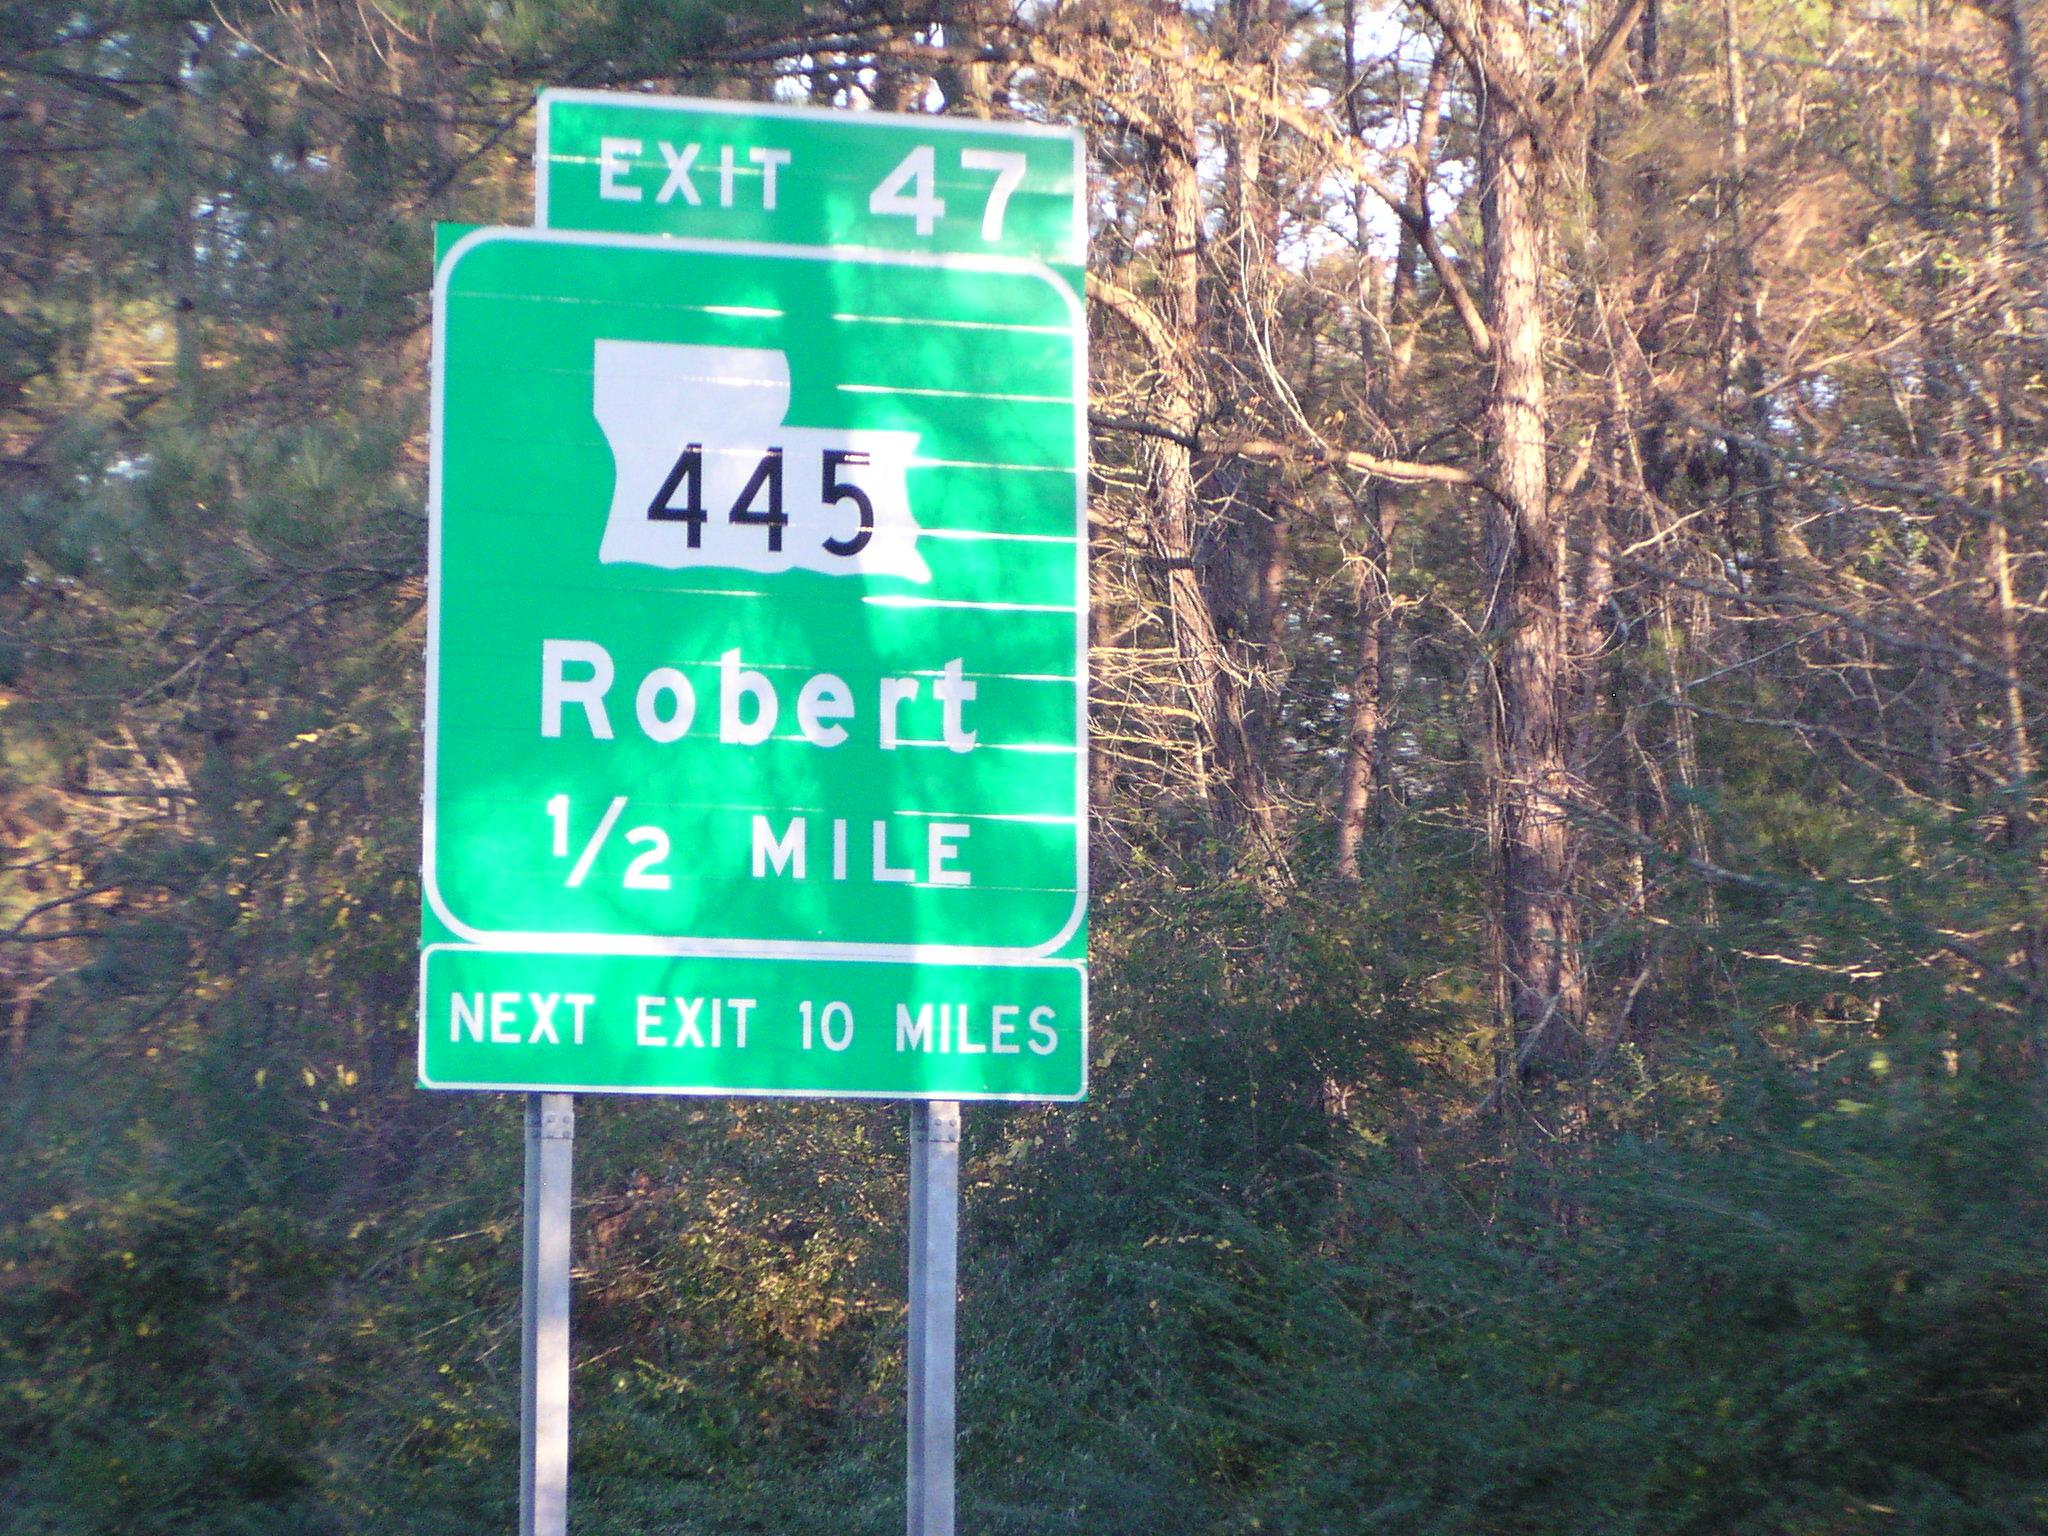 EXIT 47
445
Robert
1/2 MILE
NEXT EXIT 10 MILES